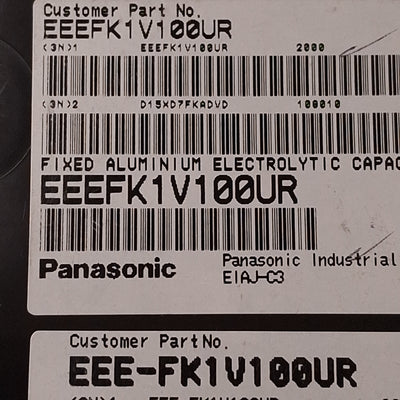 Customer Part No.
EEEFK1V100UR
(3N)1 EEEFK1V100UR 2000
(3N)2 D15XD7FKADVD 100010
FIXED ALUMINIUM ELECTROLYTIC CAPAC
EEEFK1V100UR
Panasonic Panasonic Industrial
EIAJ-C3
Customer Part No.
EEE-FK1V100UR